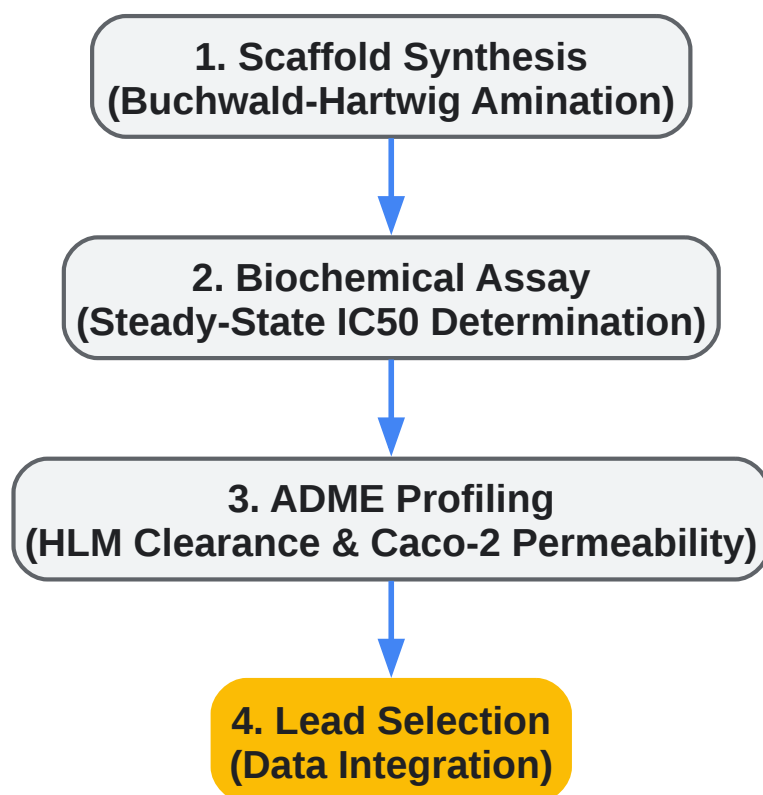 1. Scaffold Synthesis
(Buchwald-Hartwig Amination)
2. Biochemical Assay
(Steady-State IC50 Determination)
3. ADME Profiling
(HLM Clearance & Caco-2 Permeability)
4. Lead Selection
(Data Integration)